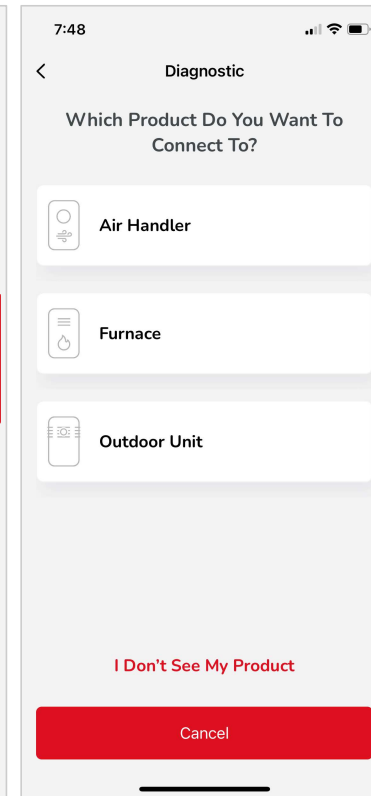 7:48
Diagnostic
Which Product Do You Want To
Connect To?
Air Handler
Furnace
Outdoor Unit
I Don't See My Product
Cancel